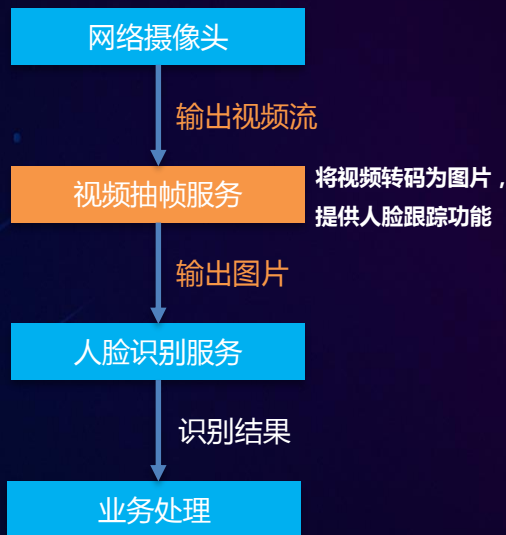 网络摄像头
输出视频流
视频抽帧服务
将视频转码为图片，
提供人脸跟踪功能
输出图片
人脸识别服务
识别结果
业务处理